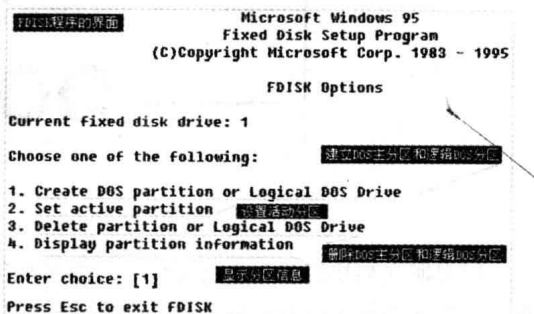 FDISK程序的界面
Microsoft Windows 95
Fixed Disk Setup Program
(C)Copyright Microsoft Corp. 1983 - 1995
FDISK Options
Current fixed disk drive: 1
Choose one of the following:
建立DOS主分区和逻辑DOS分区
1. Create DOS partition or Logical DOS Drive
2. Set active partition
设置活动分区
3. Delete partition or Logical DOS Drive
4. Display partition information
删除DOS主分区和逻辑DOS分区
Enter choice: [1]
显示分区信息
Press Esc to exit FDISK